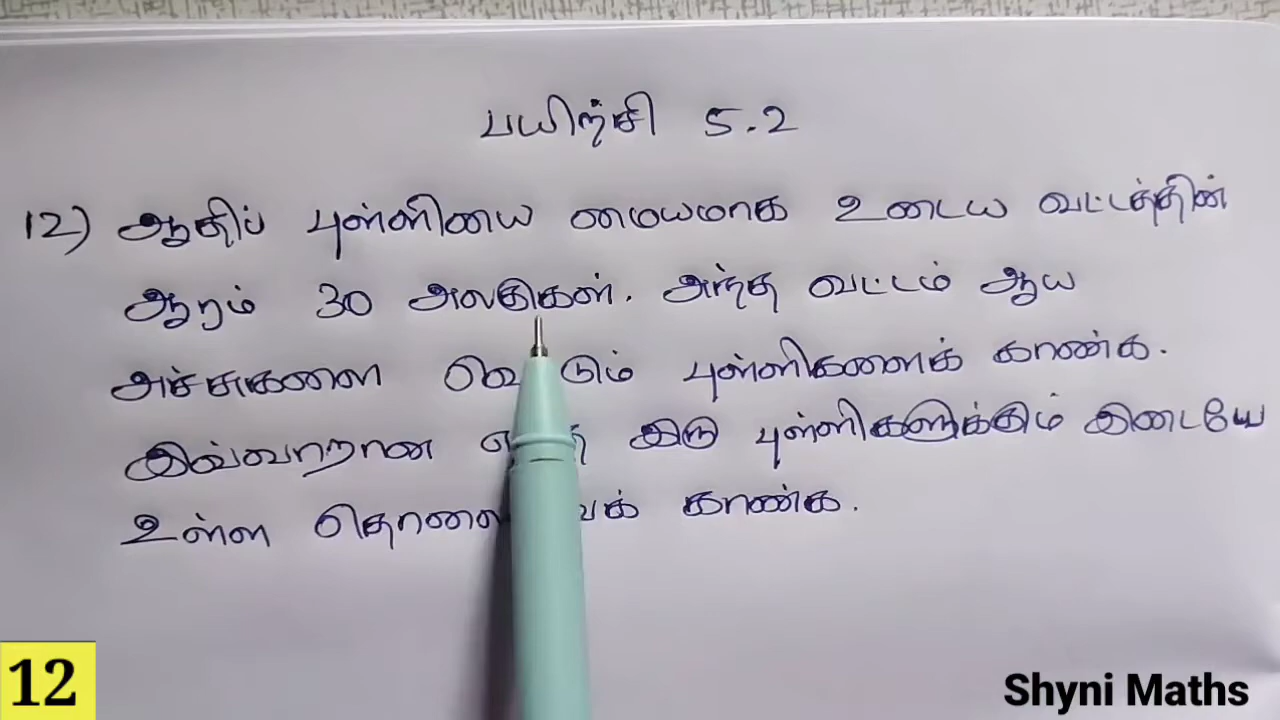 பயிற்சி 5.2
12) ஆதிப் புள்ளியை மையமாக உடைய வட்டத்தின்
ஆரம் 30 அலகுகள். அந்த வட்டம் ஆய
அச்சுகளை புள்ளிகளைக் காண்க.
இவ்வாறான இரு புள்ளிகளுக்கும் இடையே
உள்ள காண்க.
12
Shyni Maths